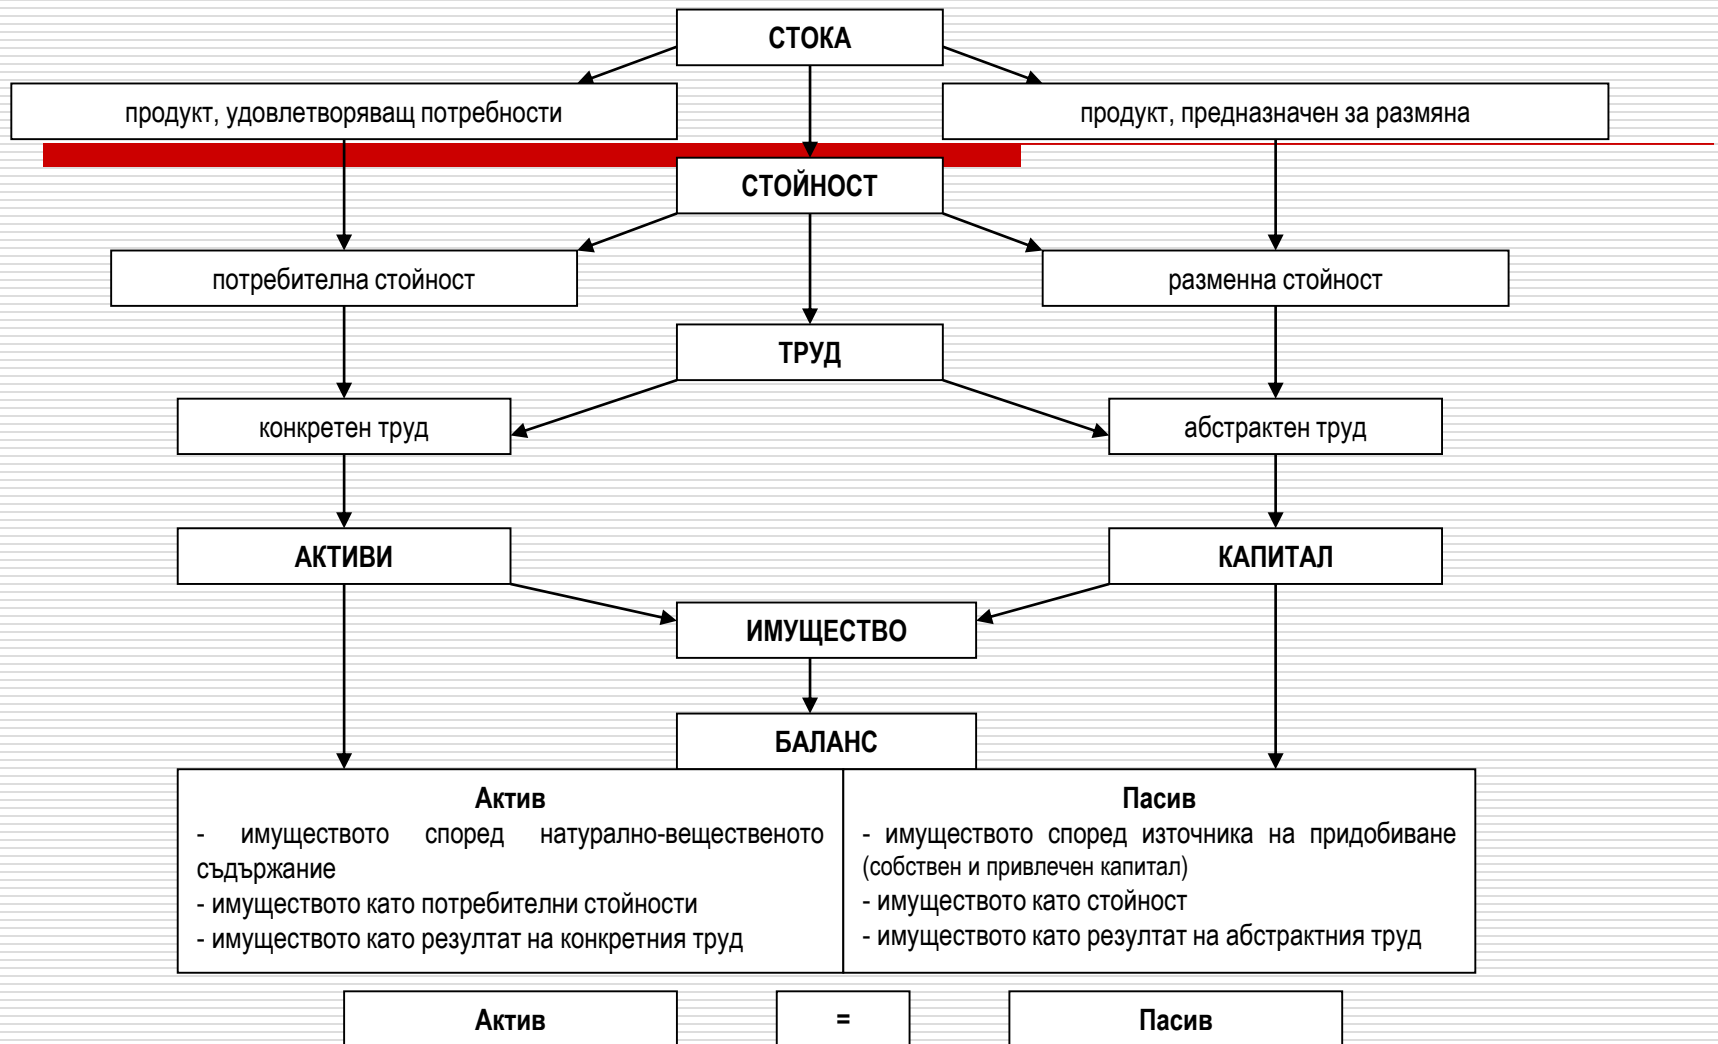 СТОКА
продукт, удовлетворяващ потребности
продукт, предназначен за размяна
СТОЙНОСТ
потребителна стойност
разменна стойност
ТРУД
конкретен труд
абстрактен труд
АКТИВИ
КАПИТАЛ
ИМУЩЕСТВО
БАЛАНС
Актив
- имуществото според натурално-вещественото
съдържание
- имуществото като потребителни стойности
- имуществото като резултат на конкретния труд
Пасив
- имуществото според източника на придобиване
(собствен и привлечен капитал)
- имуществото като стойност
- имуществото като резултат на абстрактния труд
Актив
=
Пасив